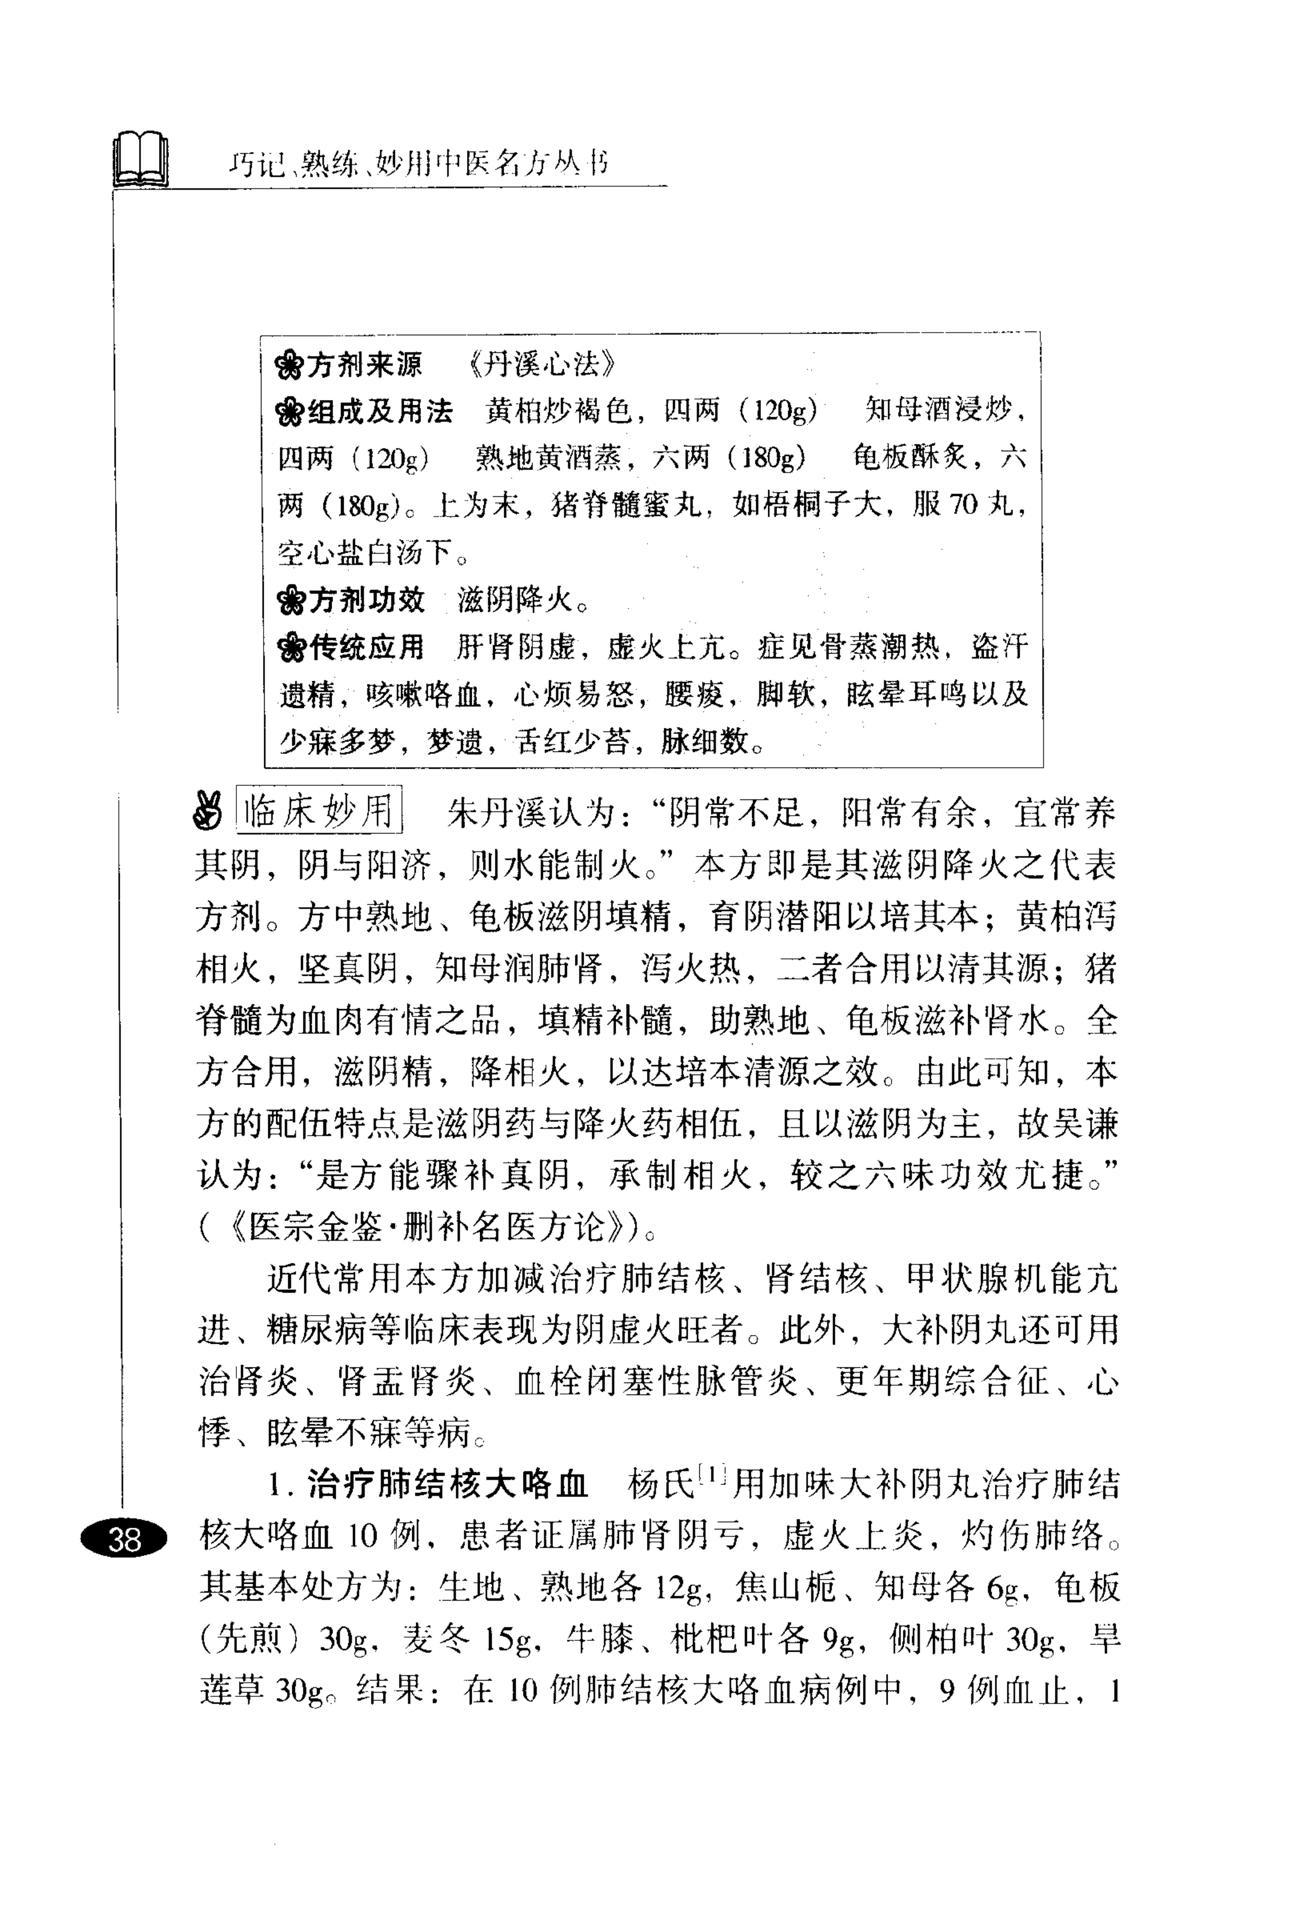 巧记、熟练、妙用中医名方丛书
方剂来源 《丹溪心法》
组成及用法 黄柏炒褐色，四两（120g） 知母酒浸炒，
四两（120g） 熟地黄酒蒸，六两（180g） 龟板酥炙，六
两（180g）。上为末，猪脊髓蜜丸，如梧桐子大，服70丸，
空心盐白汤下。
方剂功效 滋阴降火。
传统应用 肝肾阴虚，虚火上亢。症见骨蒸潮热，盗汗
遗精，咳嗽咯血，心烦易怒，腰痠，脚软，眩晕耳鸣以及
少寐多梦，梦遗，舌红少苔，脉细数。
临床妙用 朱丹溪认为：“阴常不足，阳常有余，宜常养
其阴，阴与阳济，则水能制火。”本方即是其滋阴降火之代表
方剂。方中熟地、龟板滋阴填精，育阴潜阳以培其本；黄柏泻
相火，坚真阴，知母润肺肾，泻火热，二者合用以清其源；猪
脊髓为血肉有情之品，填精补髓，助熟地、龟板滋补肾水。全
方合用，滋阴精，降相火，以达培本清源之效。由此可知，本
方的配伍特点是滋阴药与降火药相伍，且以滋阴为主，故吴谦
认为：“是方能骤补真阴，承制相火，较之六味功效尤捷。”
（《医宗金鉴·删补名医方论》）。
近代常用本方加减治疗肺结核、肾结核、甲状腺机能亢
进、糖尿病等临床表现为阴虚火旺者。此外，大补阴丸还可用
治肾炎、肾盂肾炎、血栓闭塞性脉管炎、更年期综合征、心
悸、眩晕不寐等病。
1. 治疗肺结核大咯血 杨氏[1]用加味大补阴丸治疗肺结
核大咯血10例，患者证属肺肾阴亏，虚火上炎，灼伤肺络。
其基本处方为：生地、熟地各12g，焦山栀、知母各6g，龟板
（先煎）30g，麦冬15g，牛膝、枇杷叶各9g，侧柏叶30g，旱
莲草30g。结果：在10例肺结核大咯血病例中，9例血止，1
38